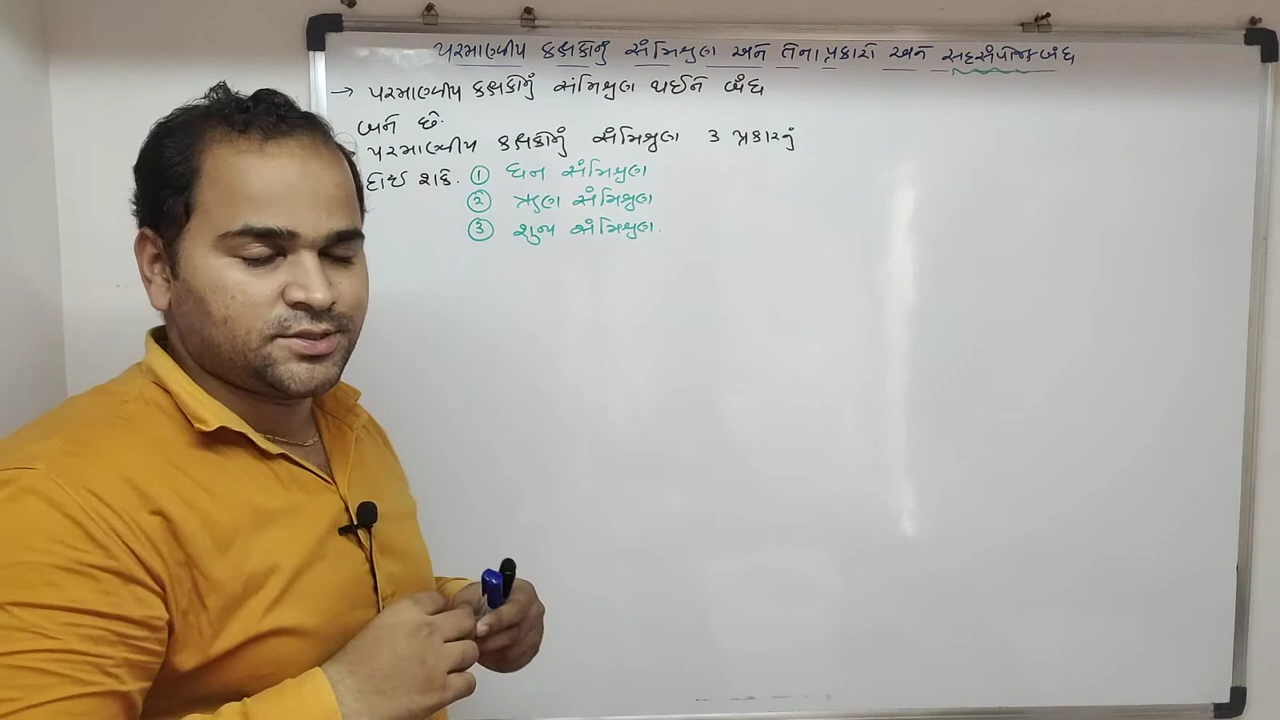 પરમાણ્વીય કક્ષકોનું સંમિશ્રણ અને તેના પ્રકારો અને સહસંયોજકબંધ
→ પરમાણ્વીય કક્ષકોનું સંમિશ્રણ થઈને બંધ
બને છે.
પરમાણ્વીય કક્ષકોનું સંમિશ્રણ 3 પ્રકારનું
હોઈ શકે. ① ધન સંમિશ્રણ
② ઋણ સંમિશ્રણ
③ શુન્ય સંમિશ્રણ.